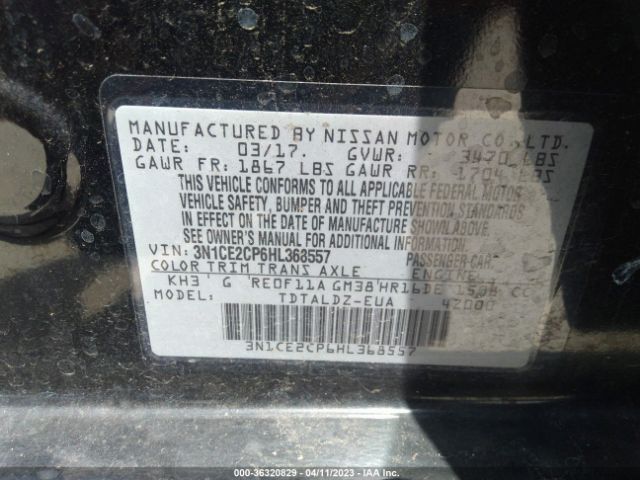 MANUFACTURED BY NISSAN MOTOR CO., LTD.
DATE: 03/17. GVWR: 3470 LBS
GAWR FR: 1867 LBS GAWR RR: 1704 LBS
THIS VEHICLE CONFORMS TO ALL APPLICABLE FEDERAL MOTOR
VEHICLE SAFETY, BUMPER AND THEFT PREVENTION STANDARDS
IN EFFECT ON THE DATE OF MANUFACTURE SHOWN ABOVE.
SEE OWNER'S MANUAL FOR ADDITIONAL INFORMATION.
VIN: 3N1CE2CP6HL368557 PASSENGER CAR
COLOR TRIM TRANS AXLE ENGINE
KH3 G RE0F11A GM38 HR16DE 1598 CC
MODEL: TDTALDZ-EUA 42000
3N1CE2CP6HL368557
000-36320829 - 04/11/2023 - IAA Inc.